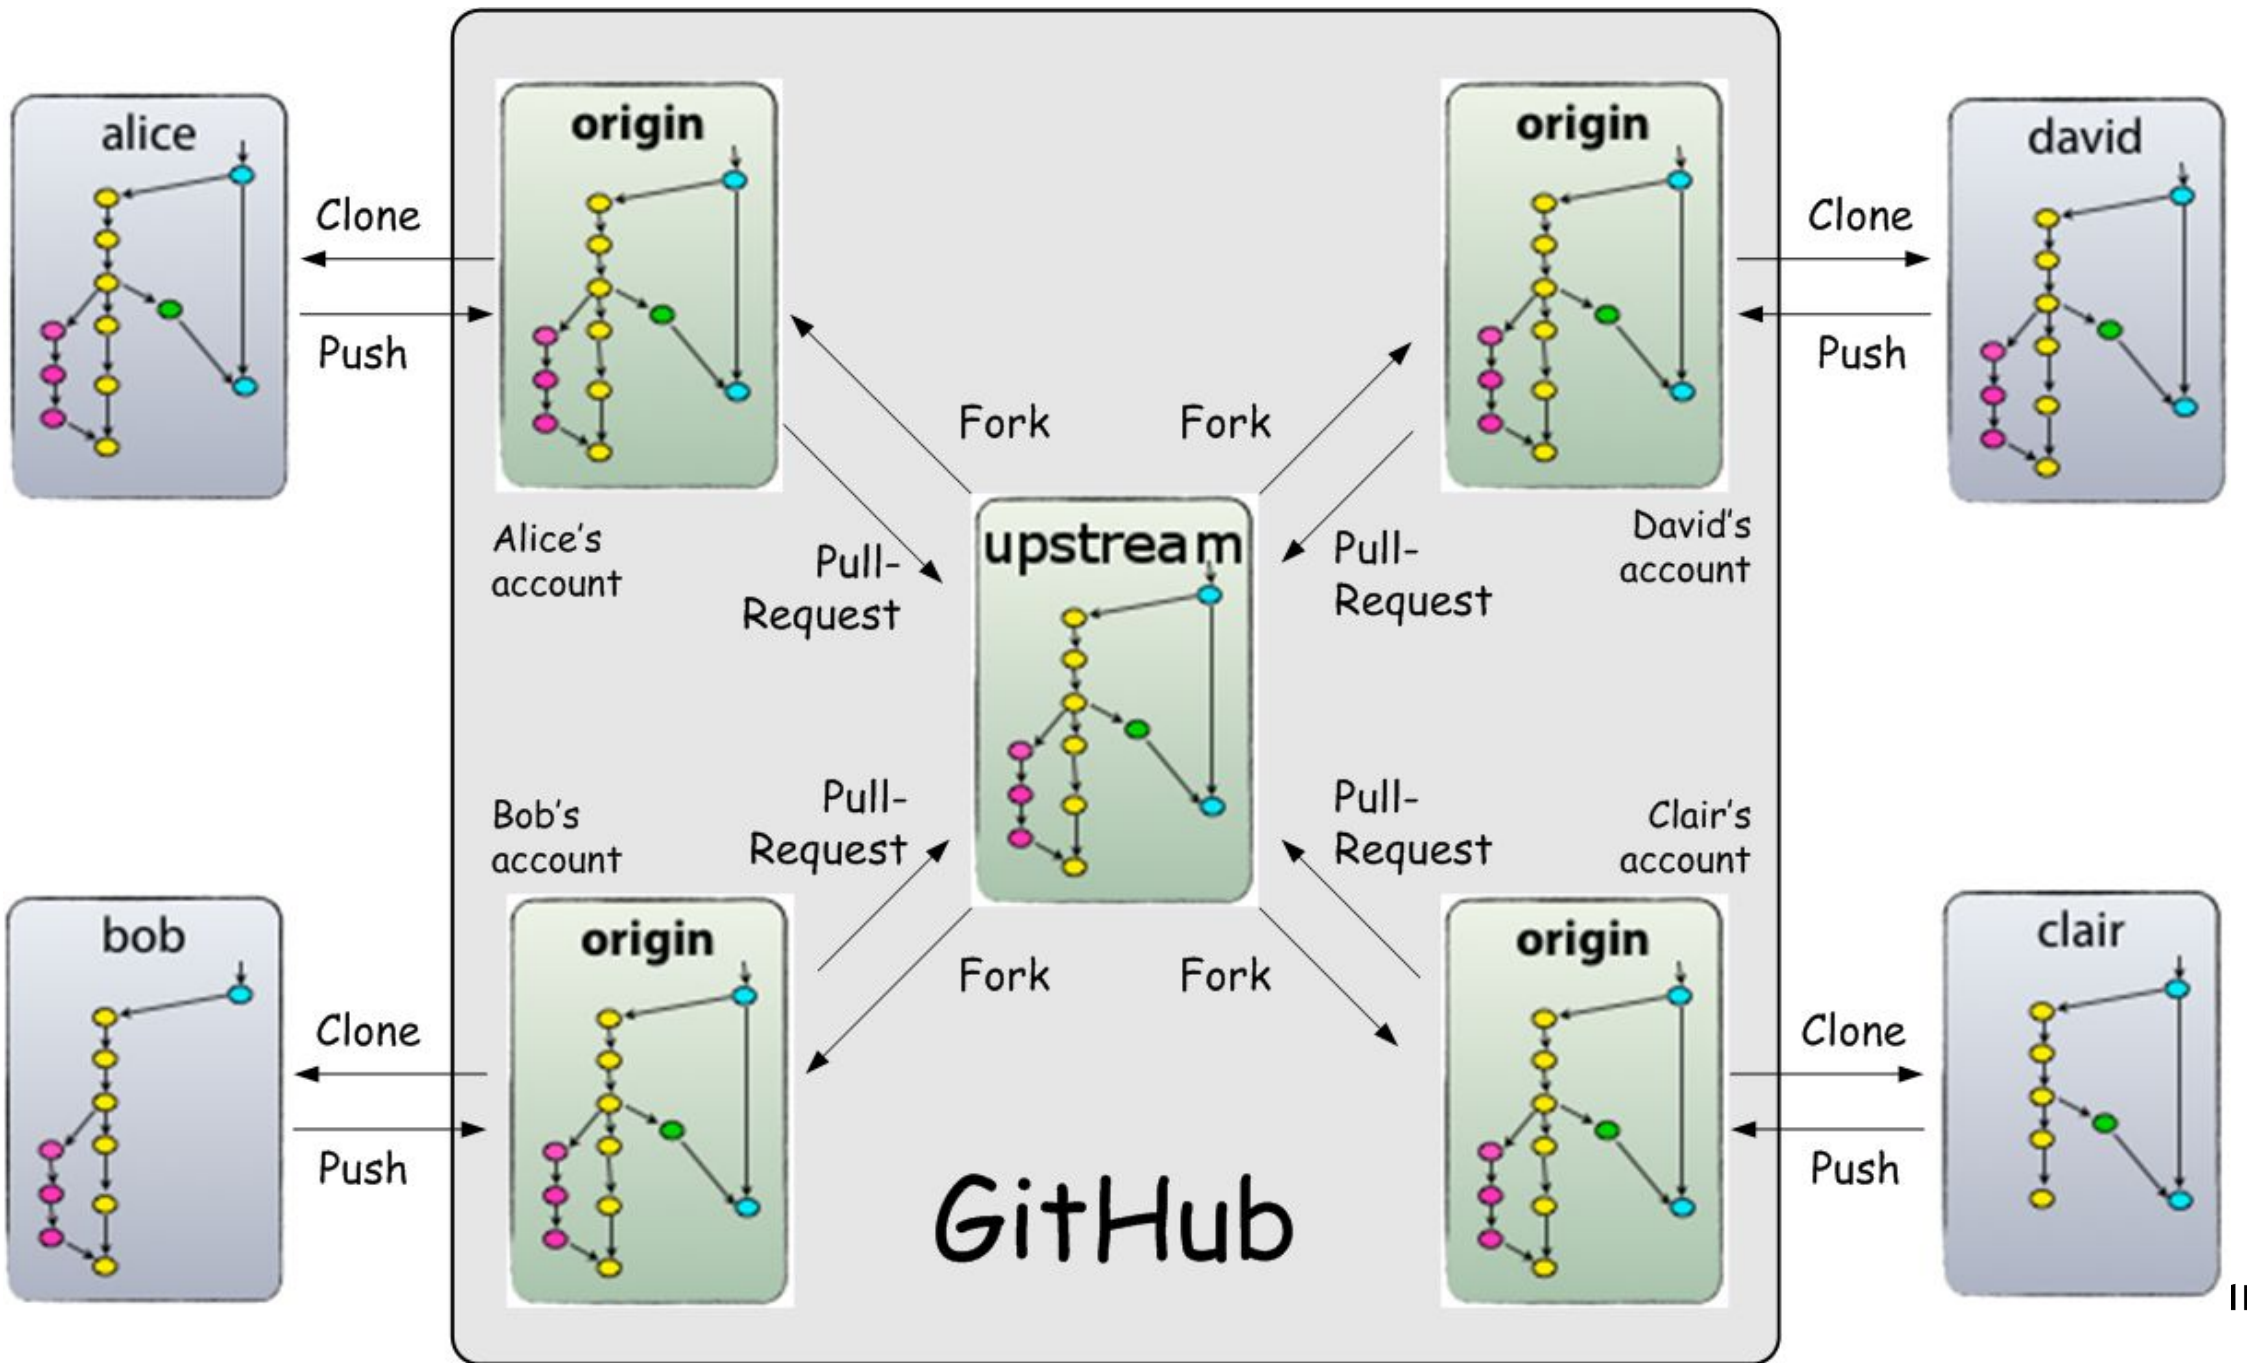 alice
origin
origin
david
Clone
Clone
Push
Push
Fork
Fork
Alice's
account
upstream
David's
account
Pull-
Request
Pull-
Request
Bob's
account
Pull-
Request
Pull-
Request
Clair's
account
bob
origin
origin
clair
Fork
Fork
Clone
Clone
Push
Push
GitHub
11